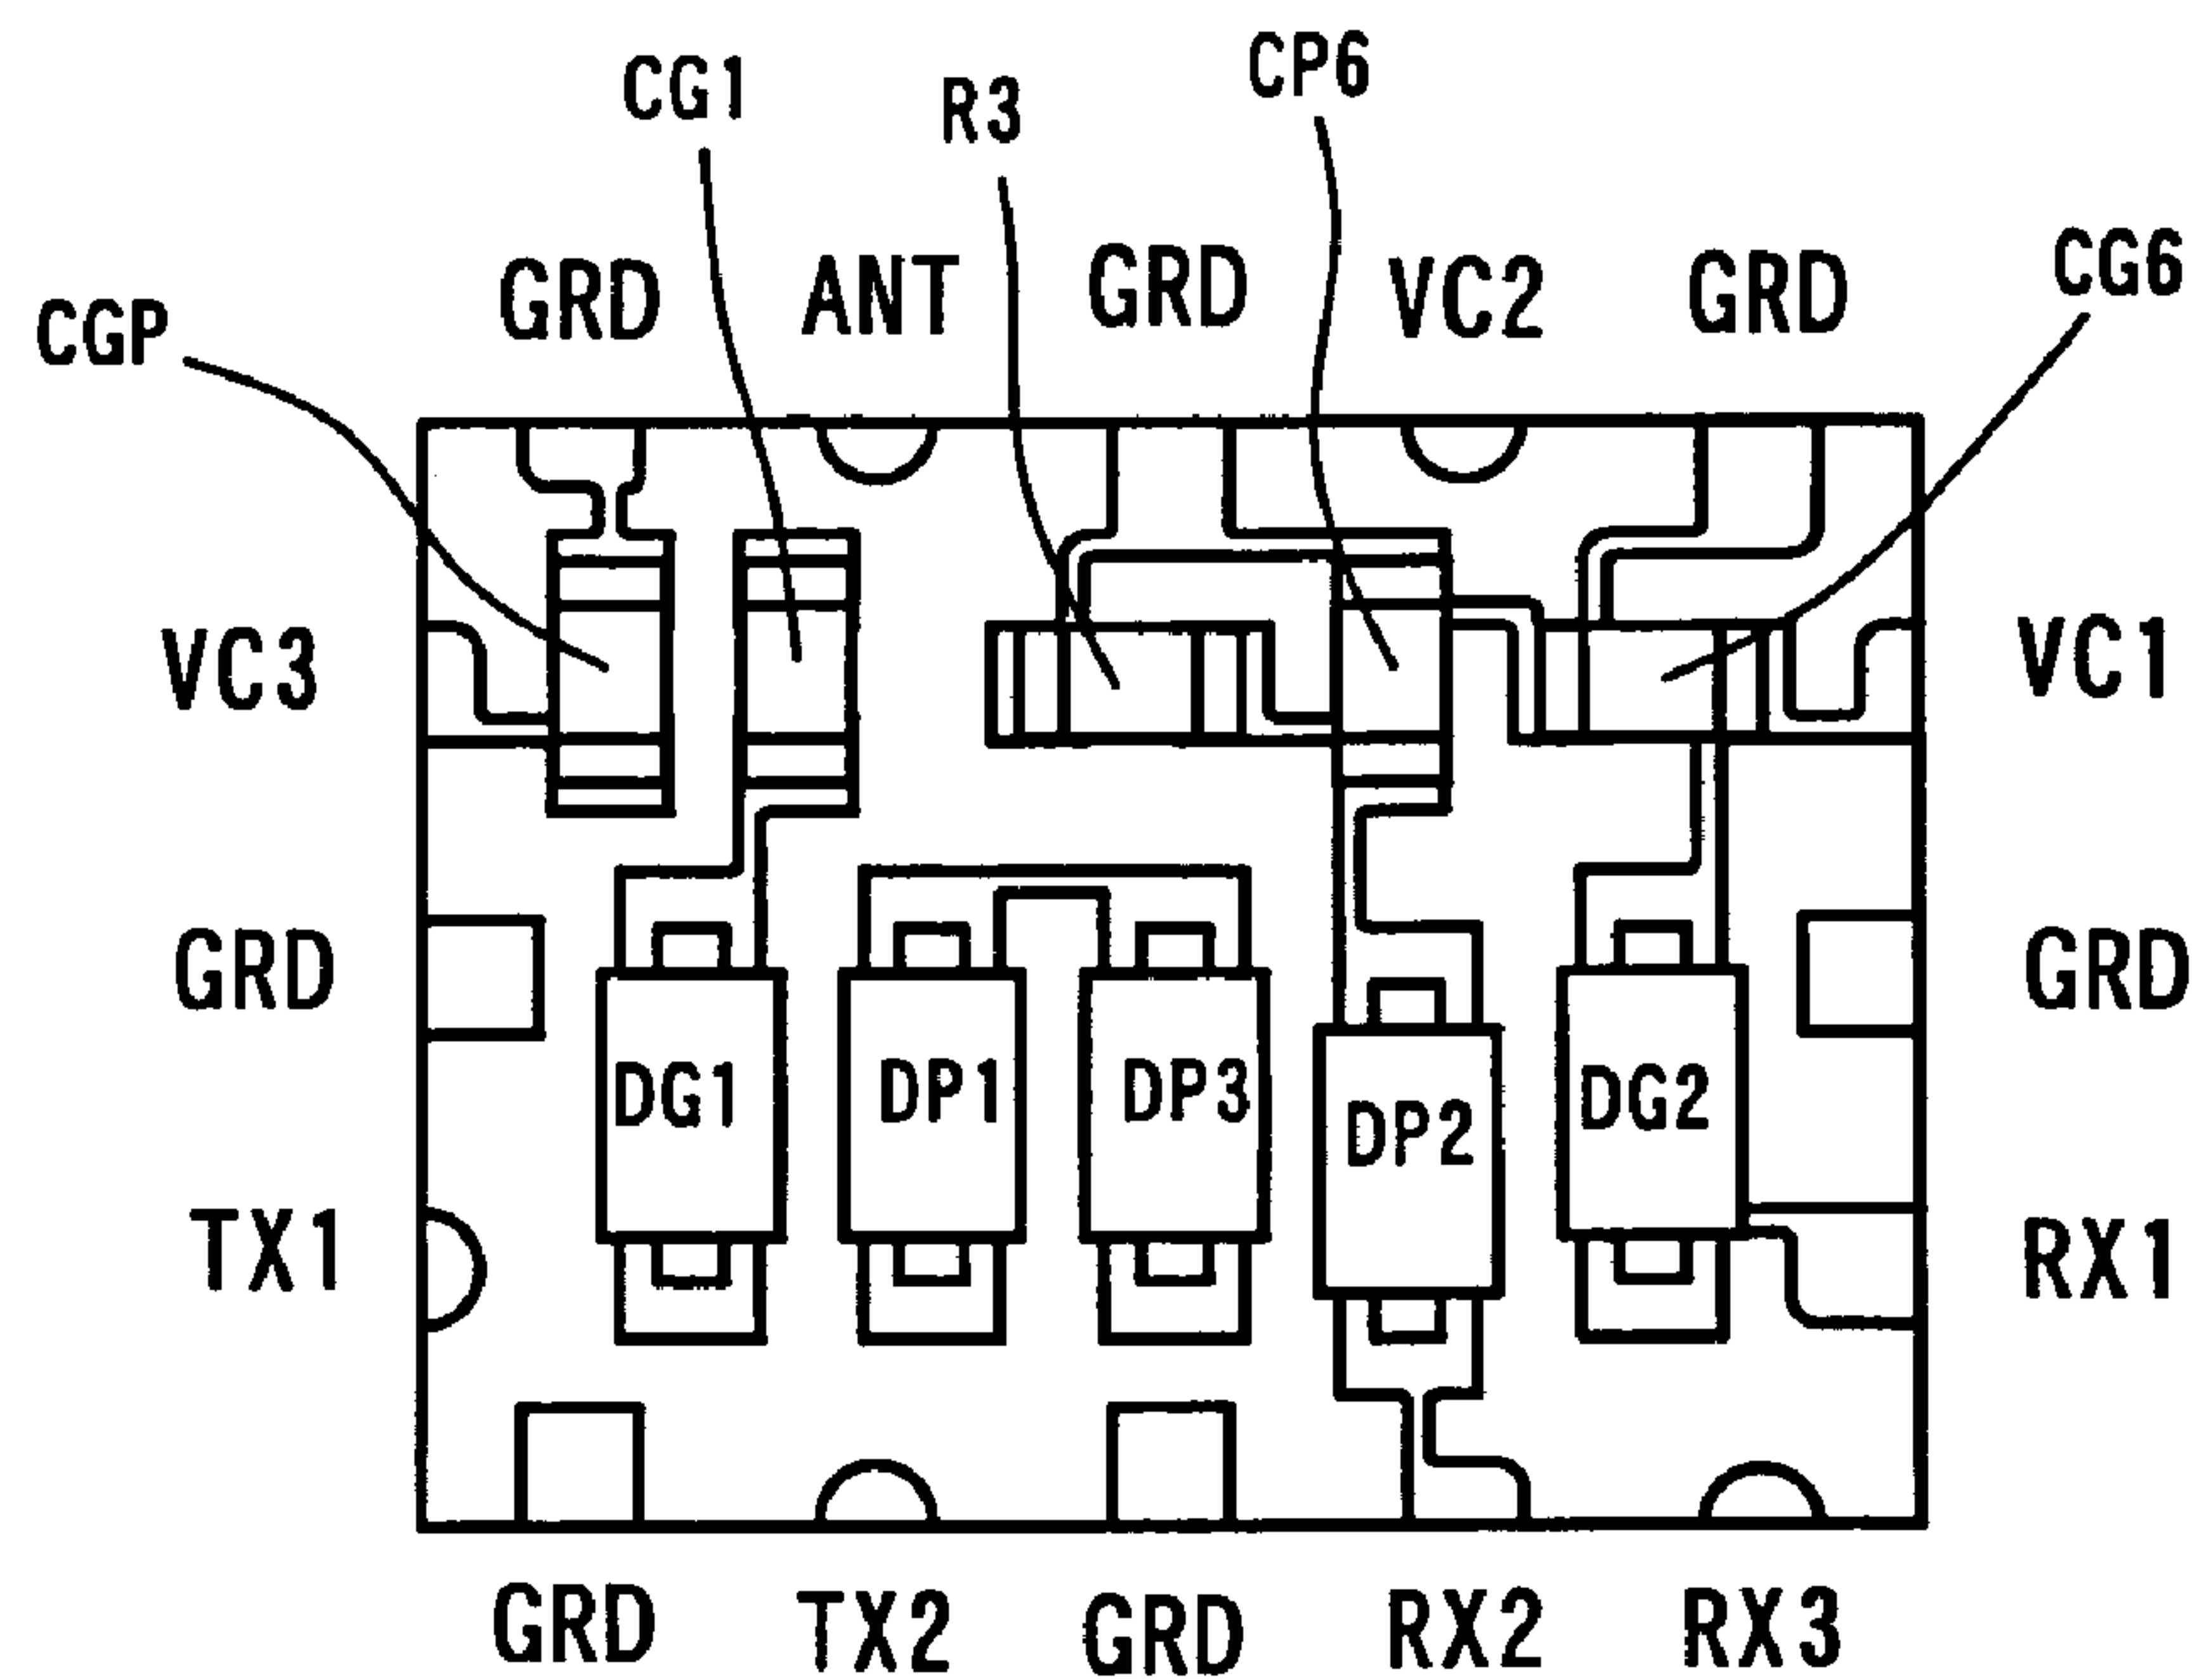 CG1 R3 CP6
CGP GRD ANT GRD VC2 GRD CG6
VC3 VC1
GRD GRD
DG1 DP1 DP3 DP2 DG2
TX1 RX1
GRD TX2 GRD RX2 RX3